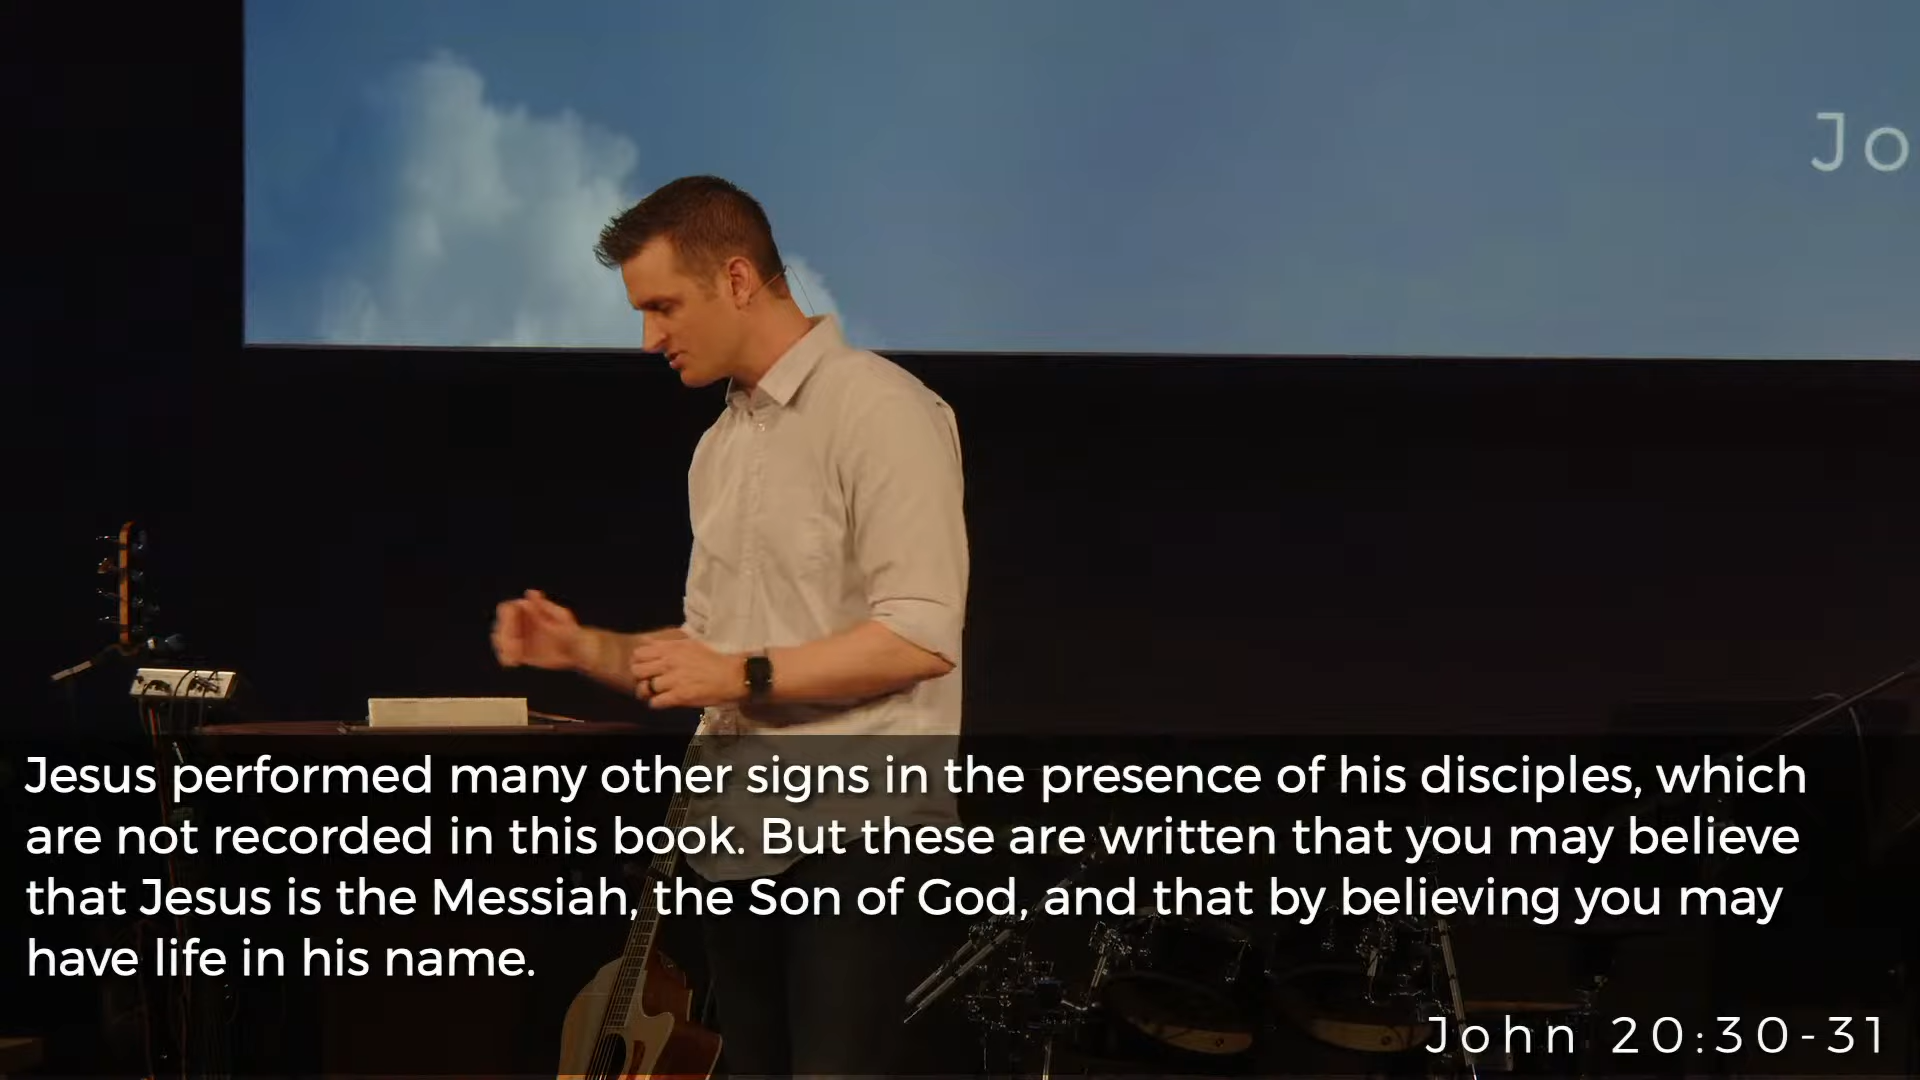 Jo
Jesus performed many other signs in the presence of his disciples, which
are not recorded in this book. But these are written that you may believe
that Jesus is the Messiah, the Son of God, and that by believing you may
have life in his name.
John 20:30-31